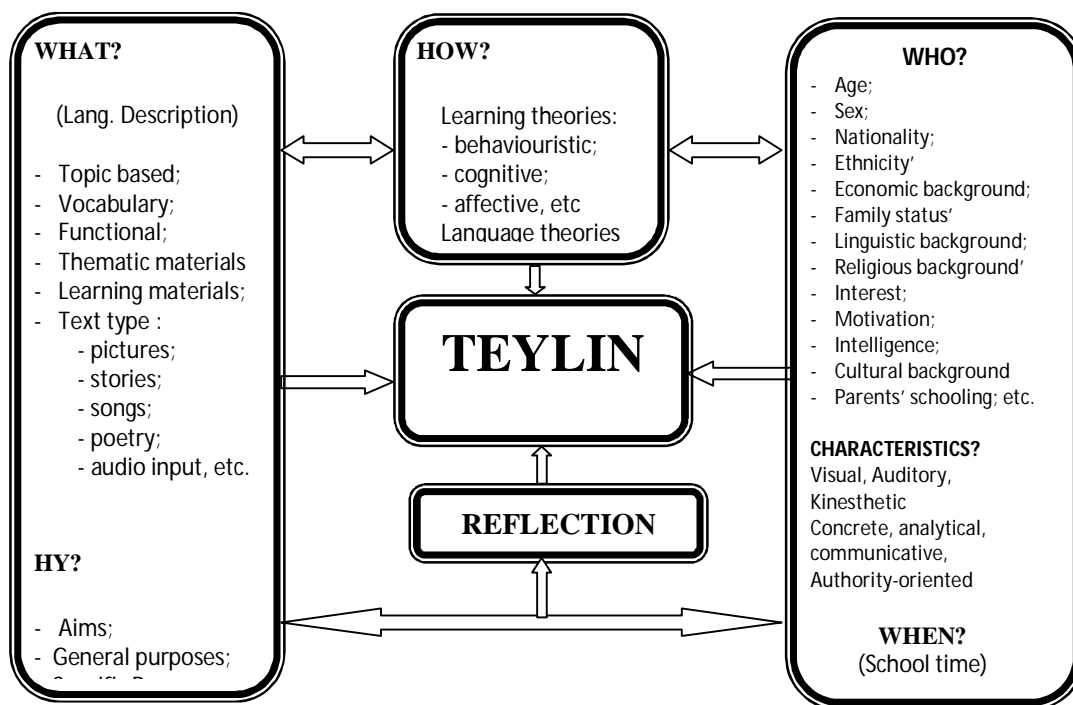 WHAT?
(Lang. Description)
- Topic based;
- Vocabulary;
- Functional;
- Thematic materials
- Learning materials;
- Text type :
- pictures;
- stories;
- songs;
- poetry;
- audio input, etc.
HY?
- Aims;
- General purposes;
HOW?
Learning theories:
- behaviouristic;
- cognitive;
- affective, etc
Language theories
TEYLIN
REFLECTION
WHO?
- Age;
- Sex;
- Nationality;
- Ethnicity’
- Economic background;
- Family status’
- Linguistic background;
- Religious background’
- Interest;
- Motivation;
- Intelligence;
- Cultural background
- Parents’ schooling; etc.
CHARACTERISTICS?
Visual, Auditory,
Kinesthetic
Concrete, analytical,
communicative,
Authority-oriented
WHEN?
(School time)